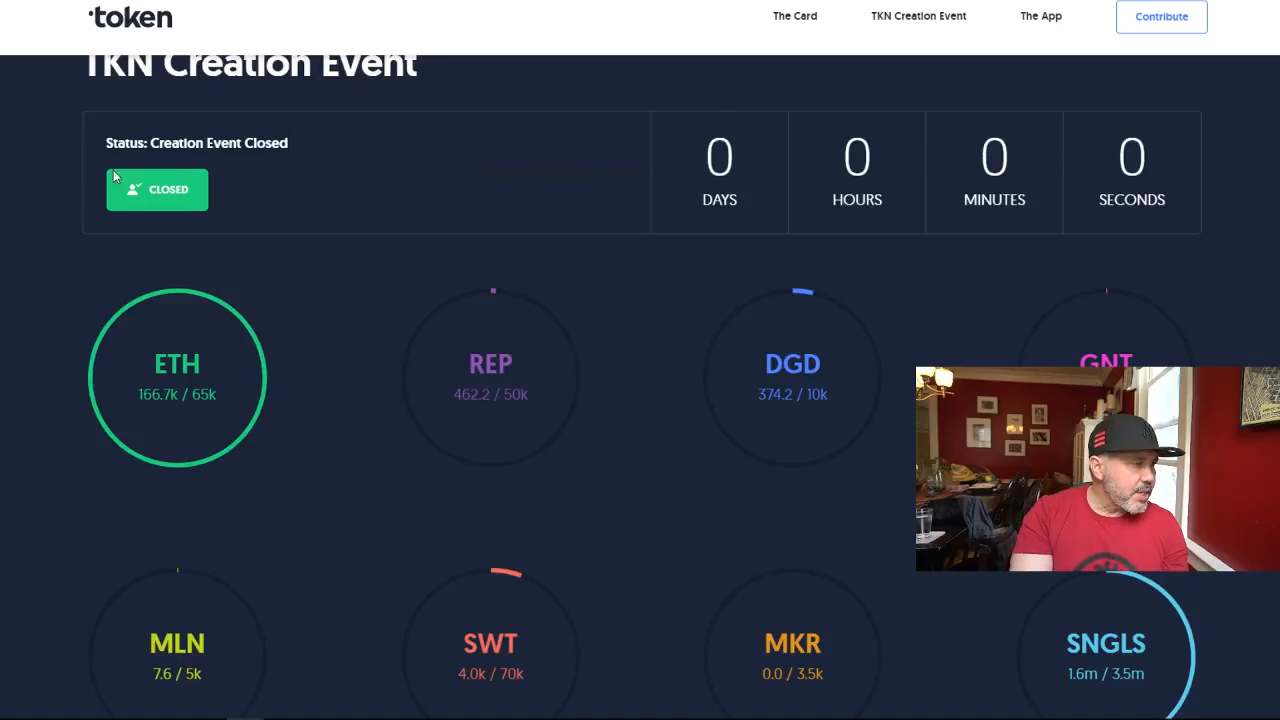 token
The Card
TKN Creation Event
The App
Contribute
TKN Creation Event
Status: Creation Event Closed
CLOSED
0
DAYS
0
HOURS
0
MINUTES
0
SECONDS
ETH
166.7k / 65k
REP
462.2 / 50k
DGD
374.2 / 10k
GNT
MLN
7.6 / 5k
SWT
4.0k / 70k
MKR
0.0 / 3.5k
SNGLS
1.6m / 3.5m